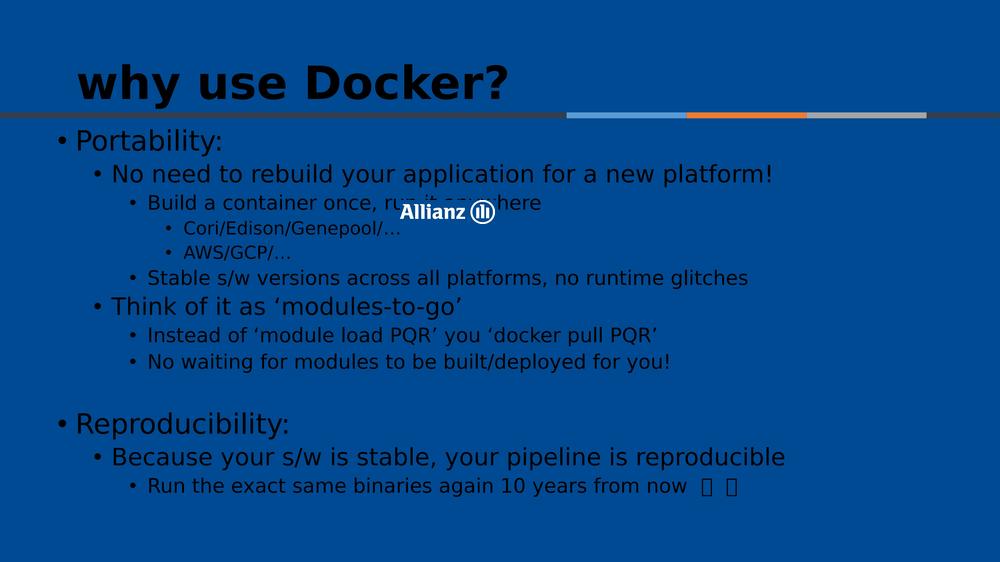 why use Docker?
• Portability:
• No need to rebuild your application for a new platform!
• Build a container once, run it anywhere
Allianz
• Cori/Edison/Genepool/…
• AWS/GCP/…
• Stable s/w versions across all platforms, no runtime glitches
• Think of it as ‘modules-to-go’
• Instead of ‘module load PQR’ you ‘docker pull PQR’
• No waiting for modules to be built/deployed for you!
• Reproducibility:
• Because your s/w is stable, your pipeline is reproducible
• Run the exact same binaries again 10 years from now